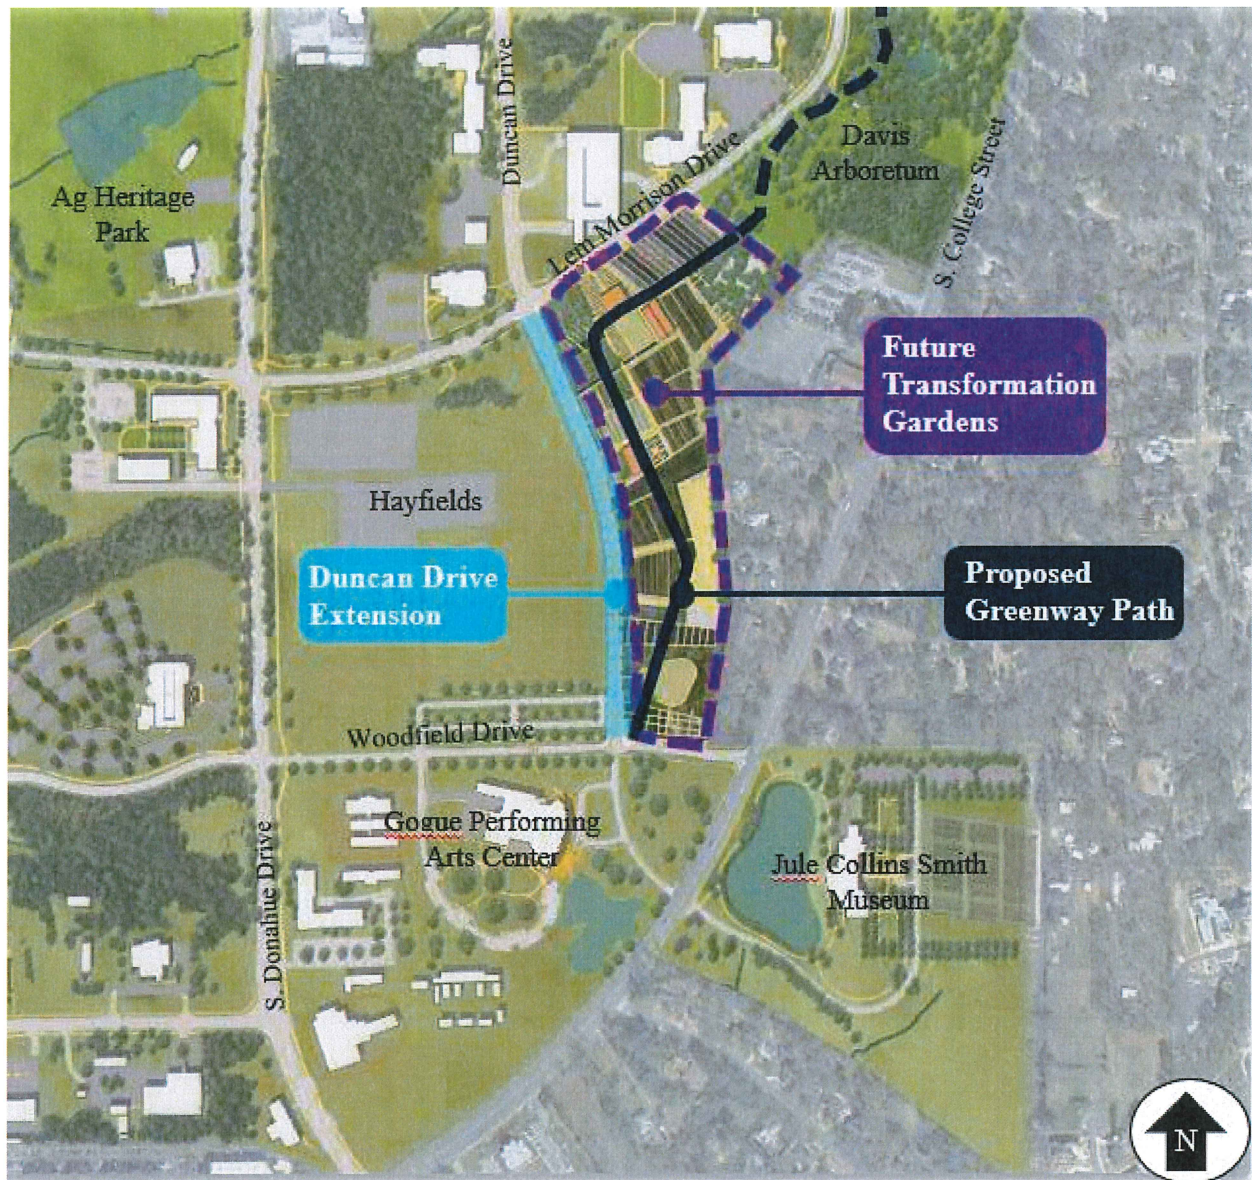 Duncan Drive
Davis
Arboretum
S. College Street
Lem Morrison Drive
Ag Heritage
Park
Future
Transformation
Gardens
Hayfields
Duncan Drive
Extension
Proposed
Greenway Path
Woodfield Drive
Gogue Performing
Arts Center
Jule Collins Smith
Museum
S. Donahue Drive
N